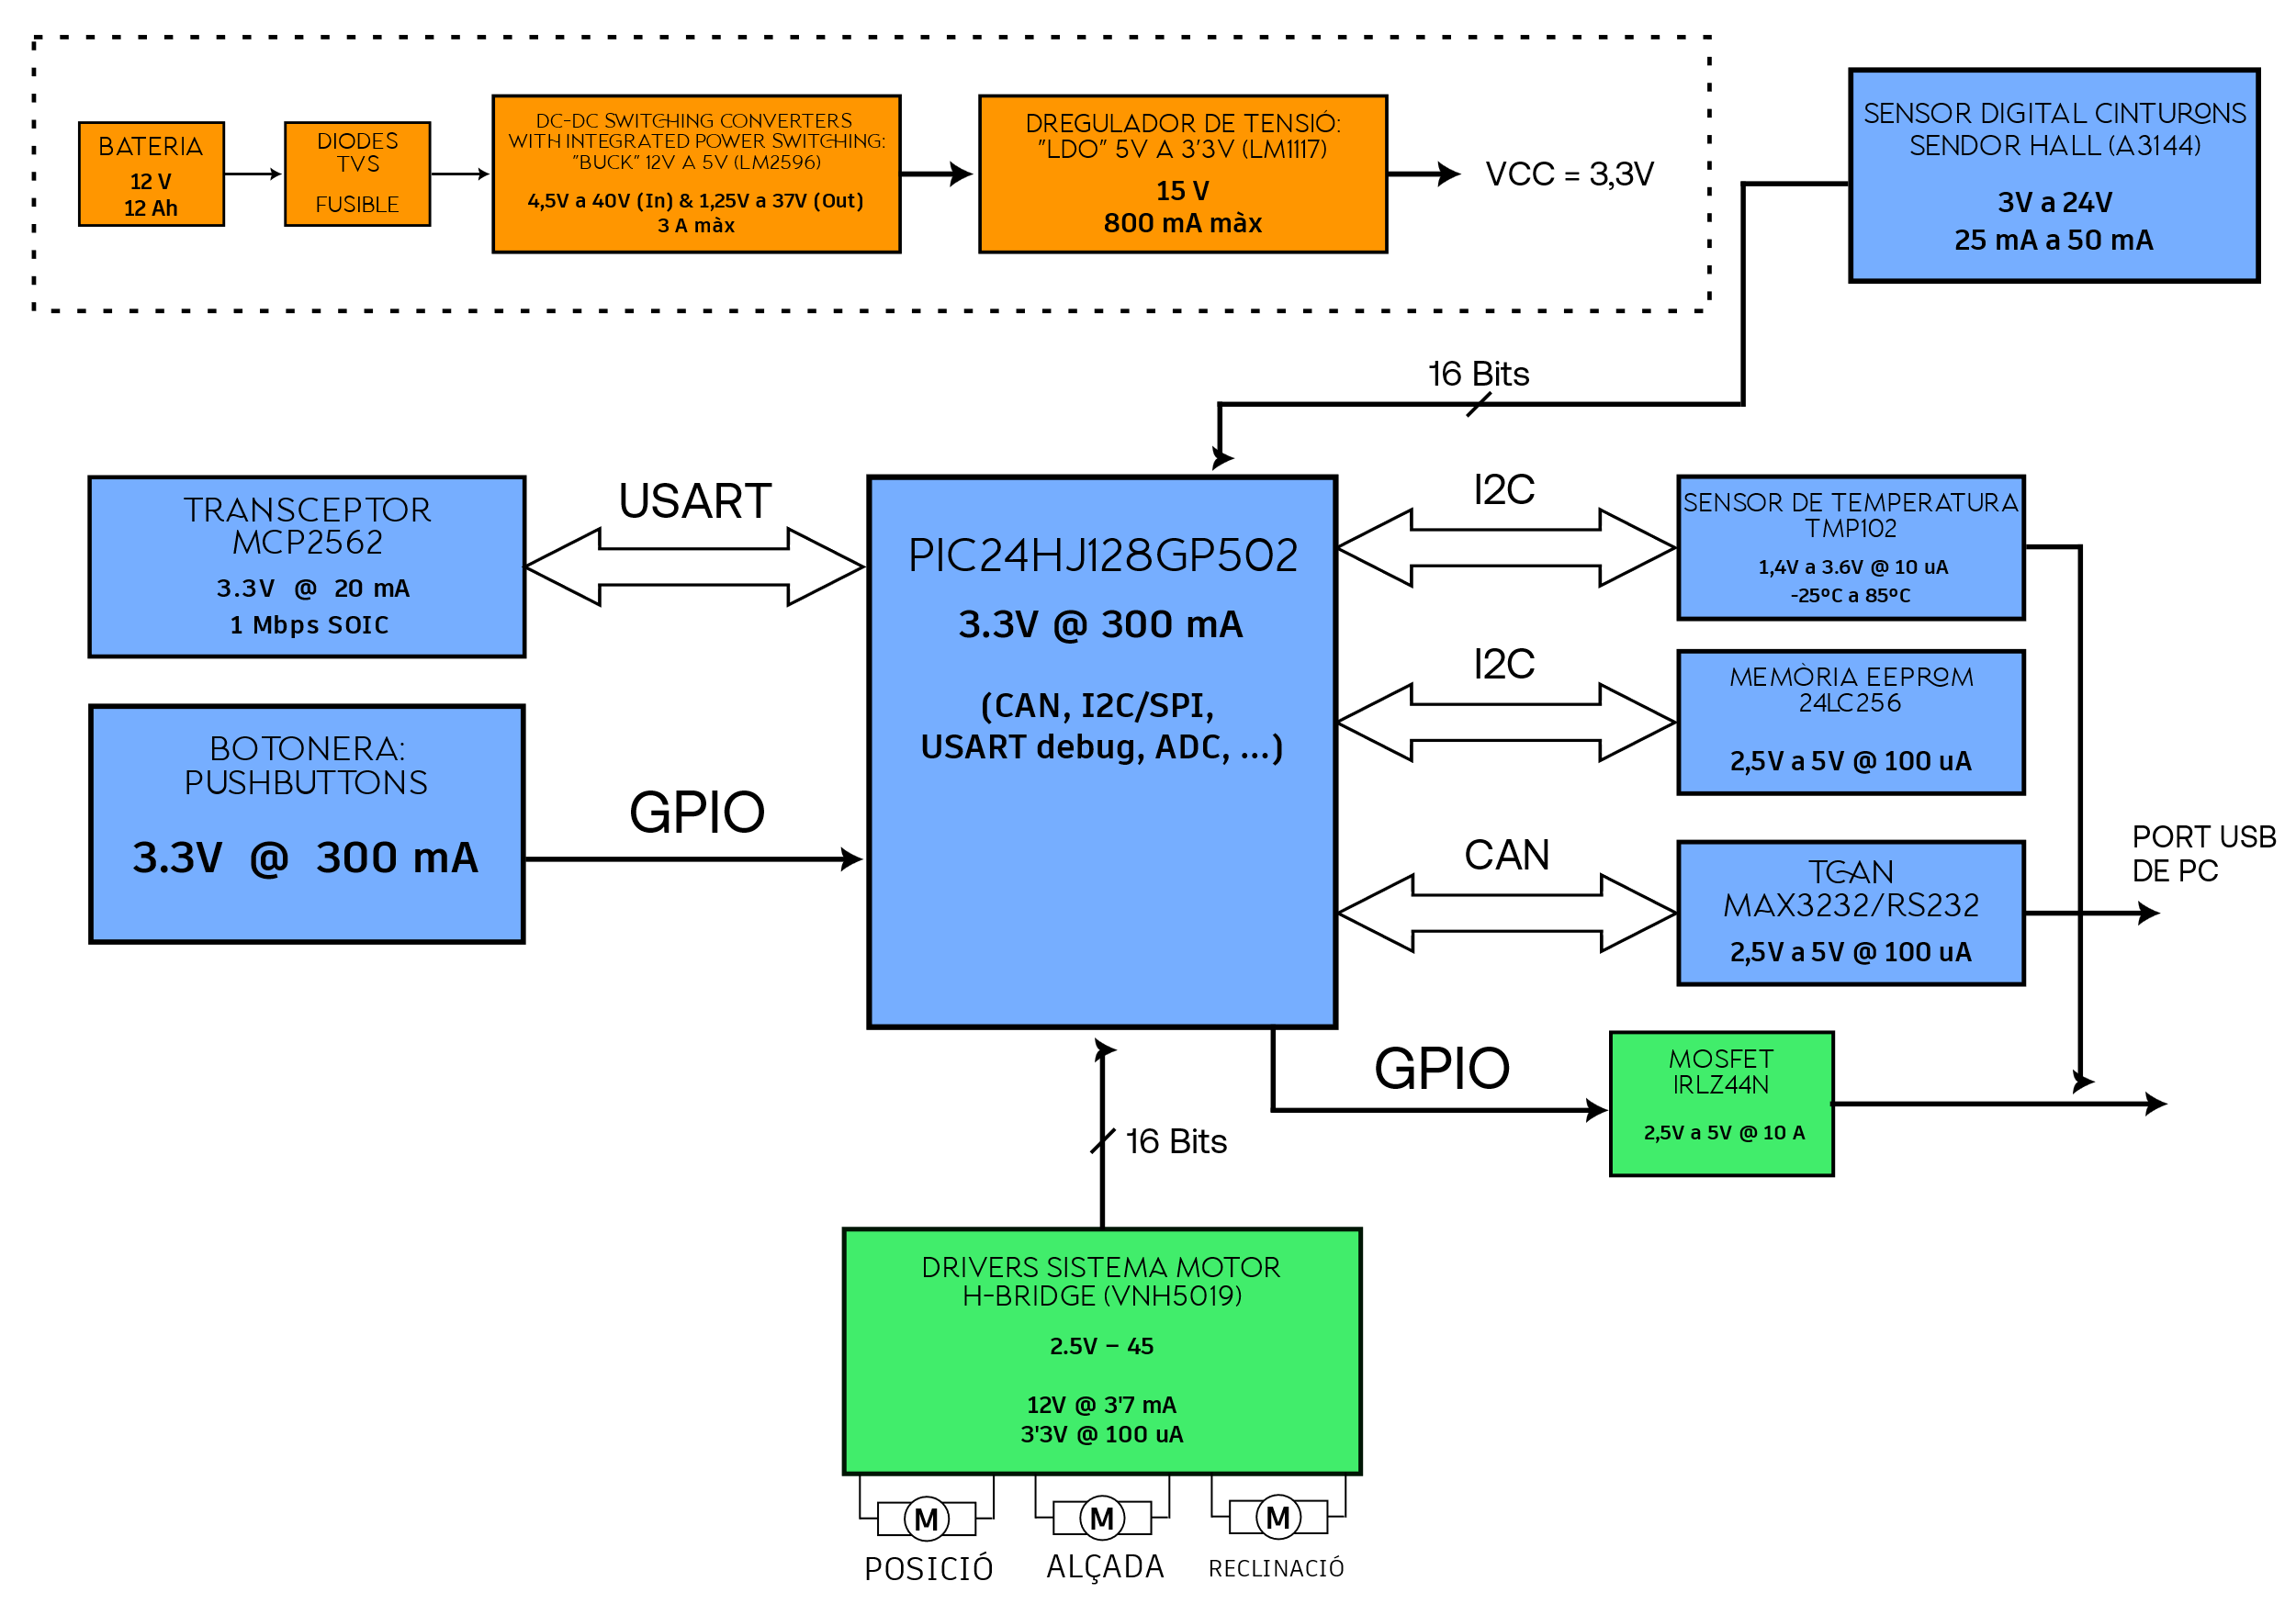 BATERIA
12 V
12 Ah
DIODES
TVS
FUSIBLE
DC-DC SWITCHING CONVERTERS
WITH INTEGRATED POWER SWITCHING:
"BUCK" 12V A 5V (LM2596)
4,5V a 40V (In) & 1,25V a 37V (Out)
3 A màx
DREGULADOR DE TENSIÓ:
"LDO" 5V A 3'3V (LM1117)
15 V
800 mA màx
VCC = 3,3V
SENSOR DIGITAL CINTURONS
SENDOR HALL (A3144)
3V a 24V
25 mA a 50 mA
16 Bits
TRANSCEPTOR
MCP2562
3.3V @ 20 mA
1 Mbps SOIC
USART
PIC24HJ128GP502
3.3V @ 300 mA
(CAN, I2C/SPI,
USART debug, ADC, ...)
I2C
SENSOR DE TEMPERATURA
TMP102
1,4V a 3.6V @ 10 uA
-25ºC a 85ºC
I2C
MEMÒRIA EEPROM
24LC256
2,5V a 5V @ 100 uA
BOTONERA:
PUSHBUTTONS
3.3V @ 300 mA
GPIO
CAN
TCAN
MAX3232/RS232
2,5V a 5V @ 100 uA
PORT USB
DE PC
GPIO
MOSFET
IRLZ44N
2,5V a 5V @ 10 A
16 Bits
DRIVERS SISTEMA MOTOR
H-BRIDGE (VNH5019)
2.5V – 45
12V @ 3'7 mA
3'3V @ 100 uA
M
M
M
POSICIÓ
ALÇADA
RECLINACIÓ